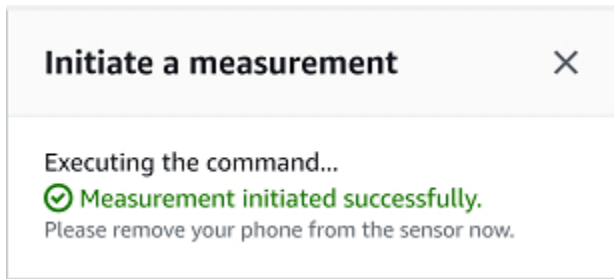 Initiate a measurement
Executing the command...
Measurement initiated successfully.
Please remove your phone from the sensor now.